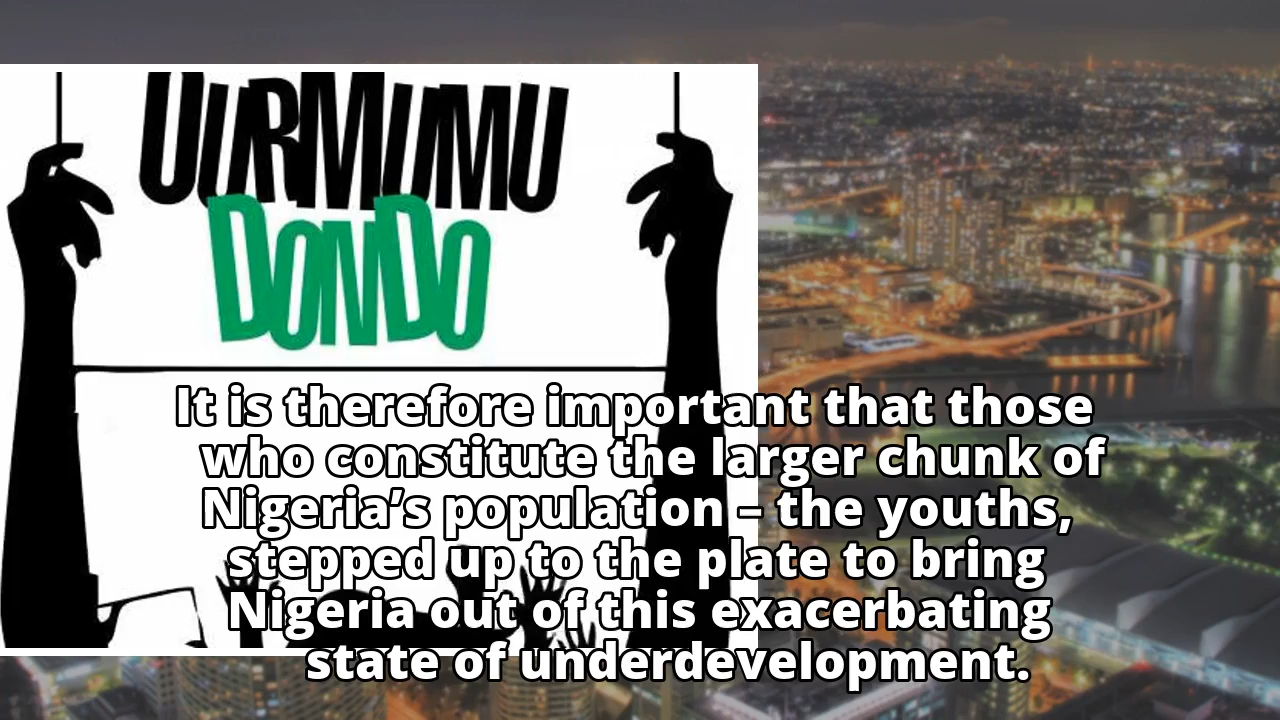 OURMUMU
DONDO
It is therefore important that those
who constitute the larger chunk of
Nigeria’s population – the youths,
stepped up to the plate to bring
Nigeria out of this exacerbating
state of underdevelopment.